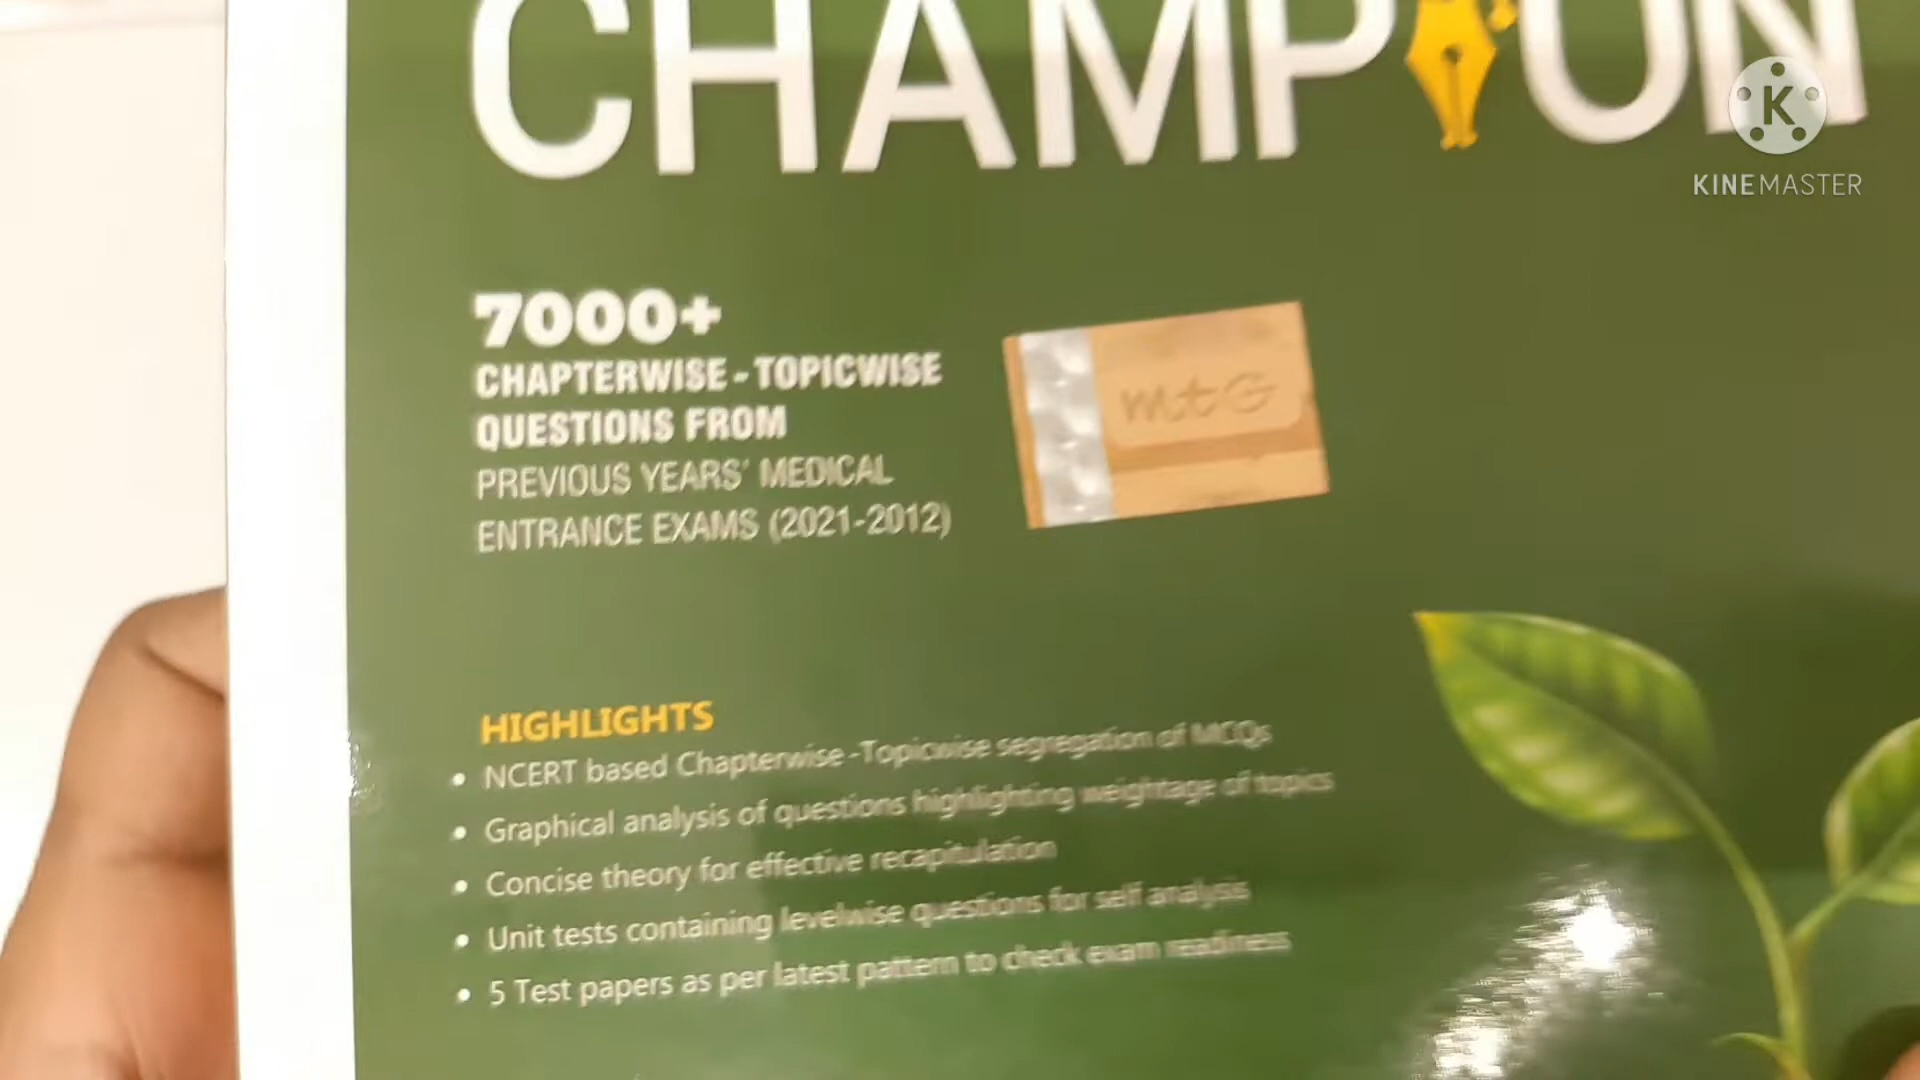 CHAMPION
KINEMASTER
7000+
CHAPTERWISE - TOPICWISE
QUESTIONS FROM
PREVIOUS YEARS' MEDICAL
ENTRANCE EXAMS (2021-2012)
mtG
HIGHLIGHTS
• NCERT based Chapterwise -Topicwise segregation of MCQs
• Graphical analysis of questions highlighting weightage of topics
• Concise theory for effective recapitulation
• Unit tests containing levelwise questions for self analysis
• 5 Test papers as per latest pattern to check exam readiness